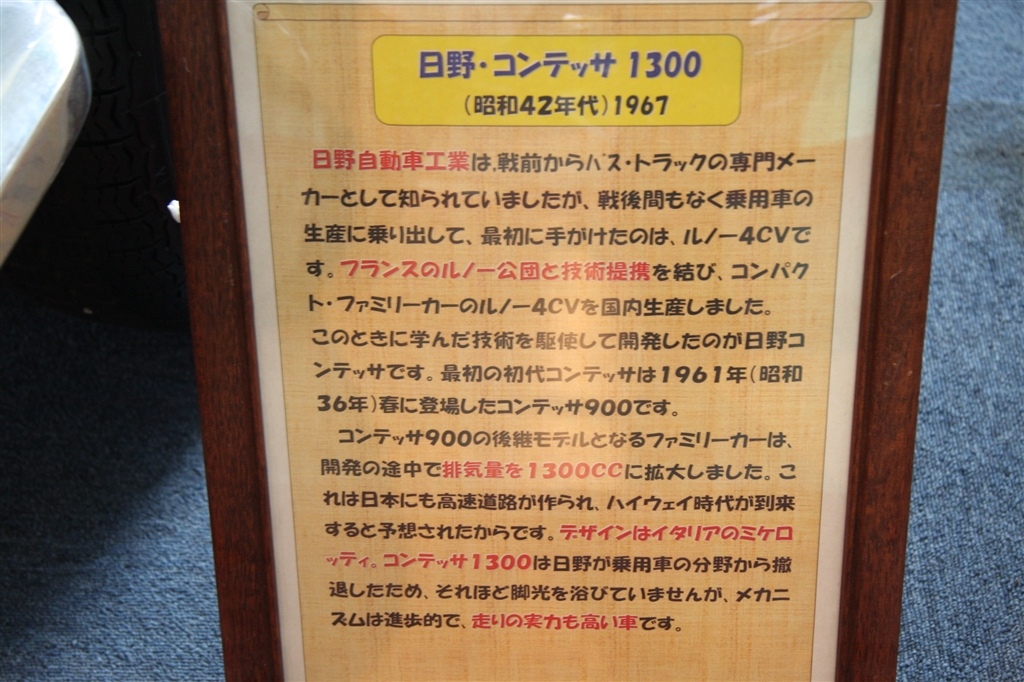 日野・コンテッサ 1300
(昭和42年代)1967
日野自動車工業は、戦前からバス・トラックの専門メー
カーとして知られていましたが、戦後間もなく乗用車の
生産に乗り出して、最初に手がけたのは、ルノー4CVで
す。フランスのルノー公団と技術提携を結び、コンパク
ト・ファミリーカーのルノー4CVを国内生産しました。
このときに学んだ技術を駆使して開発したのが日野コ
ンテッサです。最初の初代コンテッサは1961年(昭和
36年)春に登場したコンテッサ900です。
コンテッサ900の後継モデルとなるファミリーカーは、
開発の途中で排気量を1300CCに拡大しました。こ
れは日本にも高速道路が作られ、ハイウェイ時代が到来
すると予想されたからです。デザインはイタリアのミケロ
ッティ。コンテッサ1300は日野が乗用車の分野から撤
退したため、それほど脚光を浴びていませんが、メカニ
ズムは進歩的で、走りの実力も高い車です。